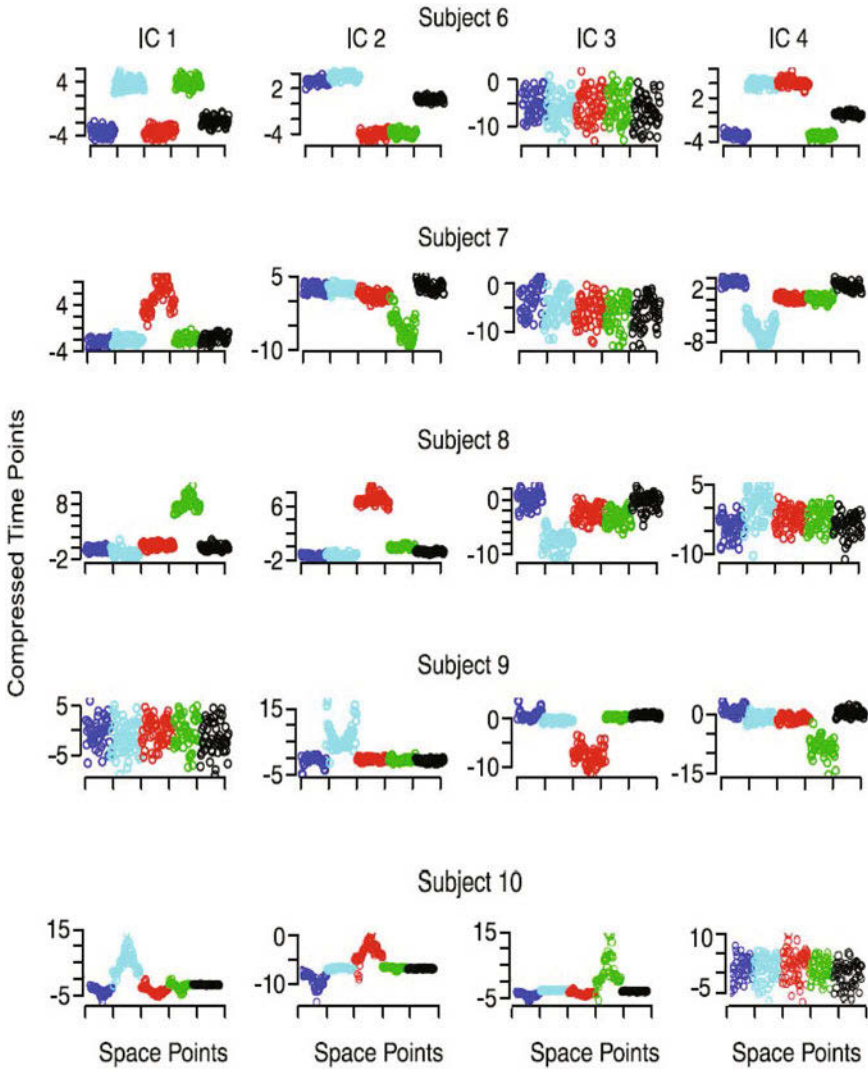 Subject 6
IC 1 IC 2 IC 3 IC 4
4 2 0 2
-4 -4 -10 -4
Subject 7
4 5 0 2
-4 -10 -10 -8
Subject 8
8 6 0 5
-2 -2 -10 -10
Subject 9
5 15 0 0
-5 -5 -10 -15
Subject 10
15 0 15 10
-5 -10 -5 -5
Space Points Space Points Space Points Space Points
Compressed Time Points